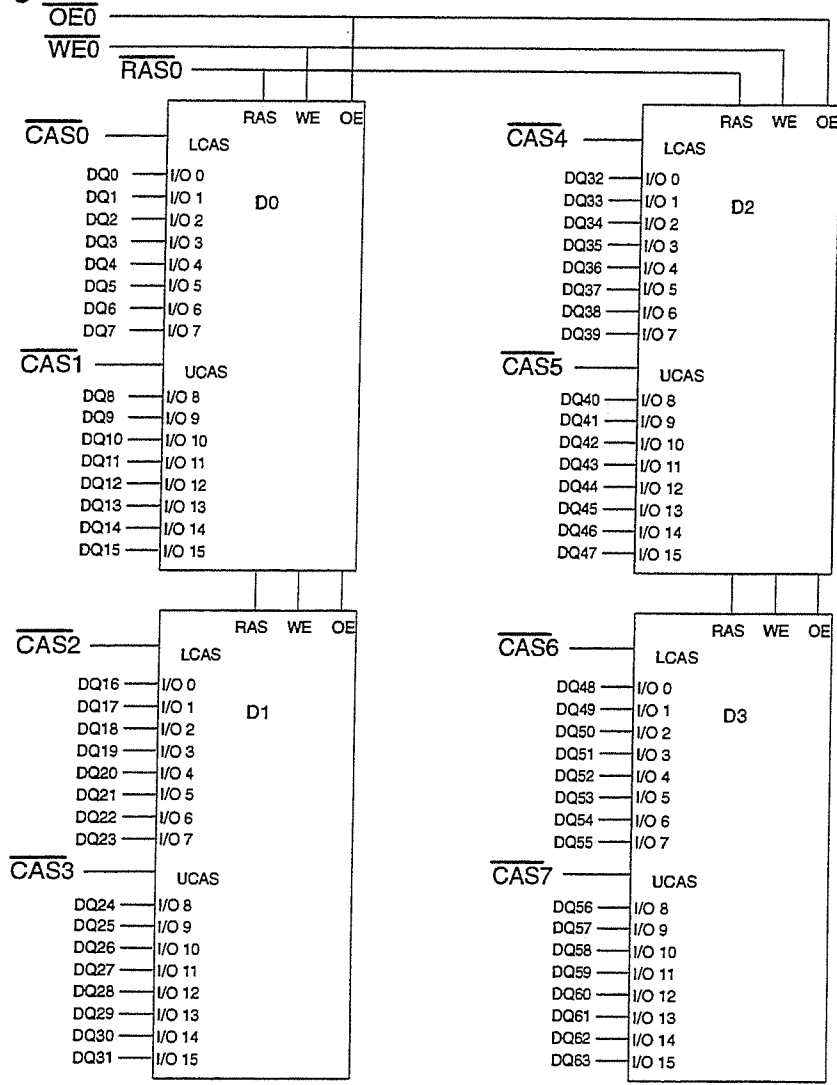 OE0
WE0
RAS0
RAS WE OE
CAS0
LCAS
DQ0 I/O 0
DQ1 I/O 1
D0
DQ2 I/O 2
DQ3 I/O 3
DQ4 I/O 4
DQ5 I/O 5
DQ6 I/O 6
DQ7 I/O 7
CAS1
UCAS
DQ8 I/O 8
DQ9 I/O 9
DQ10 I/O 10
DQ11 I/O 11
DQ12 I/O 12
DQ13 I/O 13
DQ14 I/O 14
DQ15 I/O 15
RAS WE OE
CAS2
LCAS
DQ16 I/O 0
DQ17 I/O 1
D1
DQ18 I/O 2
DQ19 I/O 3
DQ20 I/O 4
DQ21 I/O 5
DQ22 I/O 6
DQ23 I/O 7
CAS3
UCAS
DQ24 I/O 8
DQ25 I/O 9
DQ26 I/O 10
DQ27 I/O 11
DQ28 I/O 12
DQ29 I/O 13
DQ30 I/O 14
DQ31 I/O 15
RAS WE OE
CAS4
LCAS
DQ32 I/O 0
DQ33 I/O 1
D2
DQ34 I/O 2
DQ35 I/O 3
DQ36 I/O 4
DQ37 I/O 5
DQ38 I/O 6
DQ39 I/O 7
CAS5
UCAS
DQ40 I/O 8
DQ41 I/O 9
DQ42 I/O 10
DQ43 I/O 11
DQ44 I/O 12
DQ45 I/O 13
DQ46 I/O 14
DQ47 I/O 15
RAS WE OE
CAS6
LCAS
DQ48 I/O 0
DQ49 I/O 1
D3
DQ50 I/O 2
DQ51 I/O 3
DQ52 I/O 4
DQ53 I/O 5
DQ54 I/O 6
DQ55 I/O 7
CAS7
UCAS
DQ56 I/O 8
DQ57 I/O 9
DQ58 I/O 10
DQ59 I/O 11
DQ60 I/O 12
DQ61 I/O 13
DQ62 I/O 14
DQ63 I/O 15